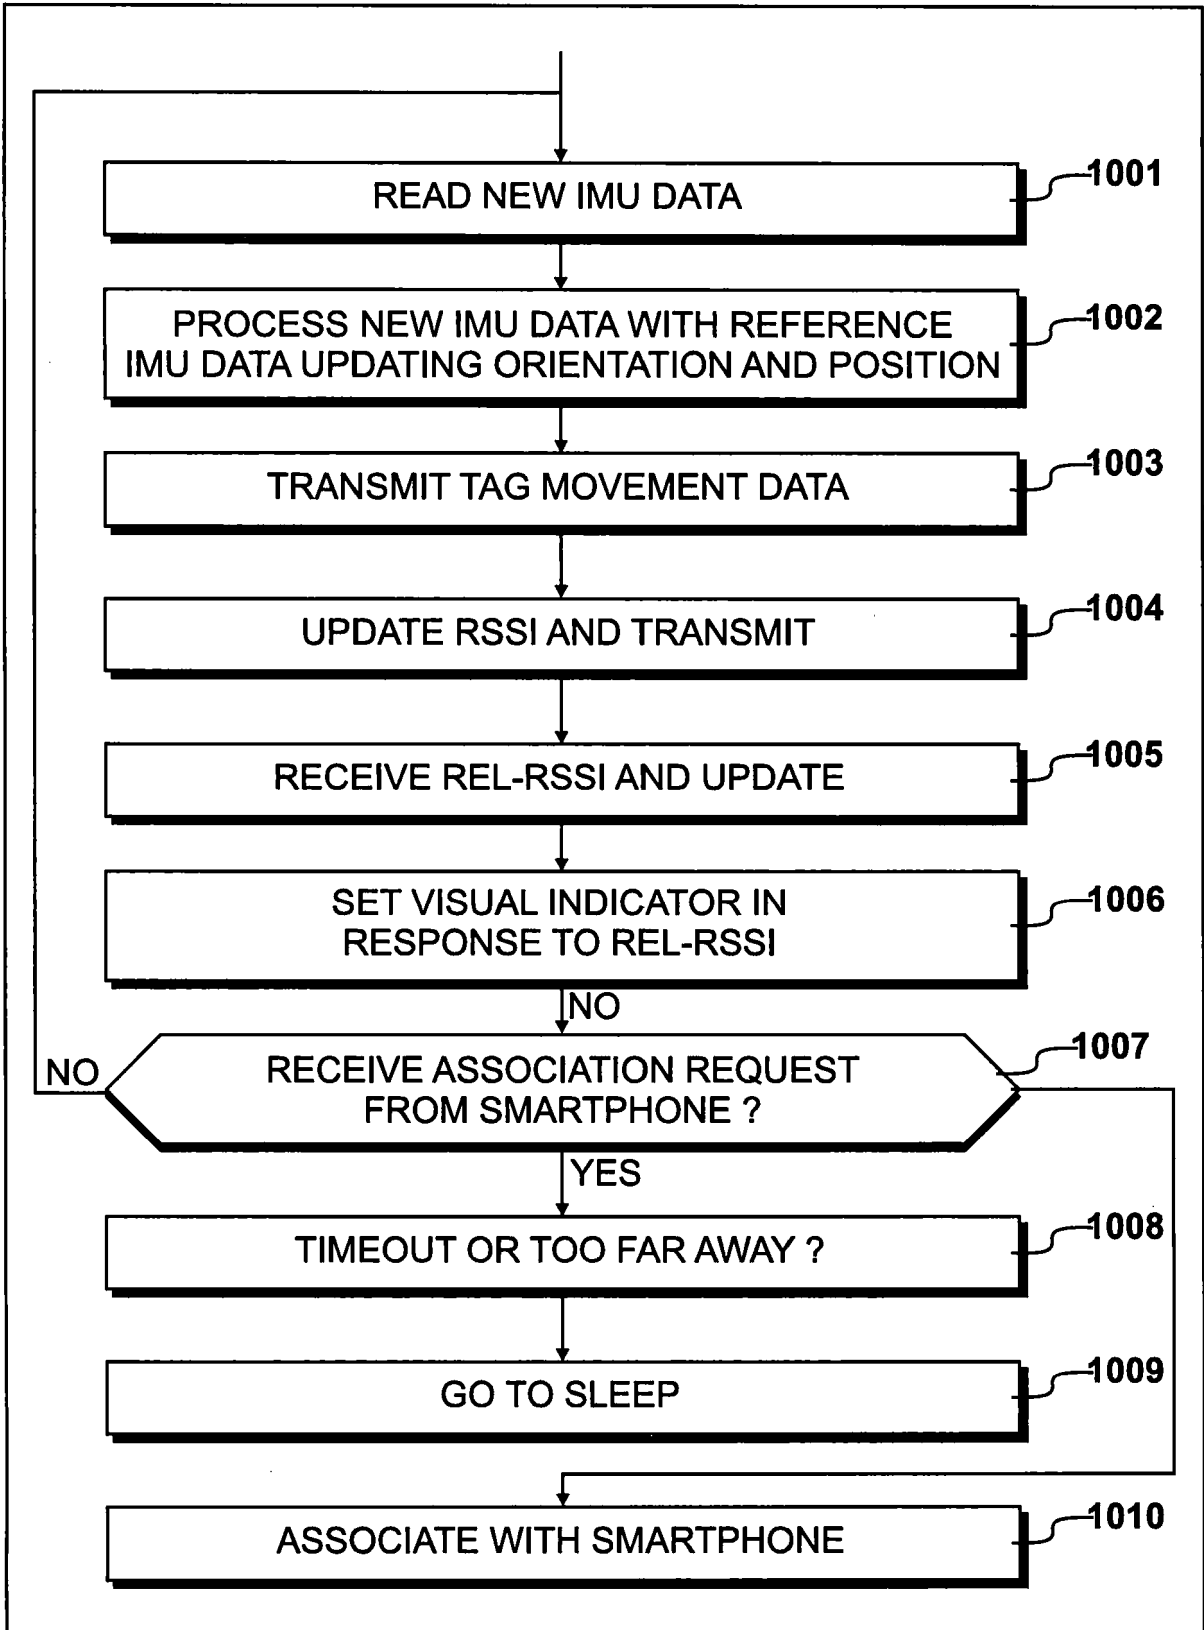 READ NEW IMU DATA
1001
PROCESS NEW IMU DATA WITH REFERENCE
IMU DATA UPDATING ORIENTATION AND POSITION
1002
TRANSMIT TAG MOVEMENT DATA
1003
UPDATE RSSI AND TRANSMIT
1004
RECEIVE REL-RSSI AND UPDATE
1005
SET VISUAL INDICATOR IN
RESPONSE TO REL-RSSI
1006
NO
NO
RECEIVE ASSOCIATION REQUEST
FROM SMARTPHONE ?
1007
YES
TIMEOUT OR TOO FAR AWAY ?
1008
GO TO SLEEP
1009
ASSOCIATE WITH SMARTPHONE
1010